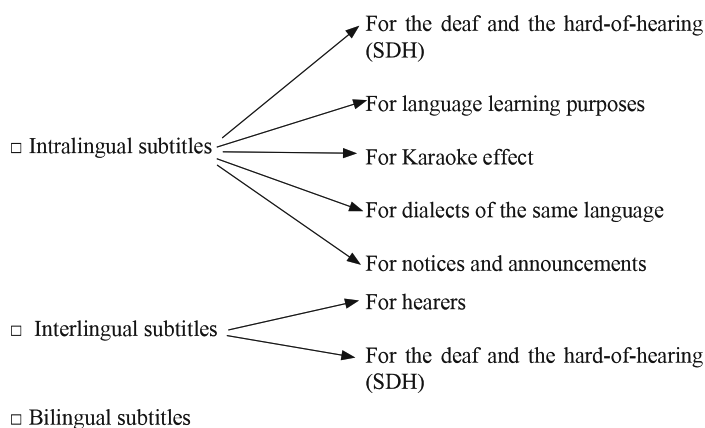 For the deaf and the hard-of-hearing
(SDH)
For language learning purposes
□ Intralingual subtitles
For Karaoke effect
For dialects of the same language
For notices and announcements
For hearers
□ Interlingual subtitles
For the deaf and the hard-of-hearing
(SDH)
□ Bilingual subtitles